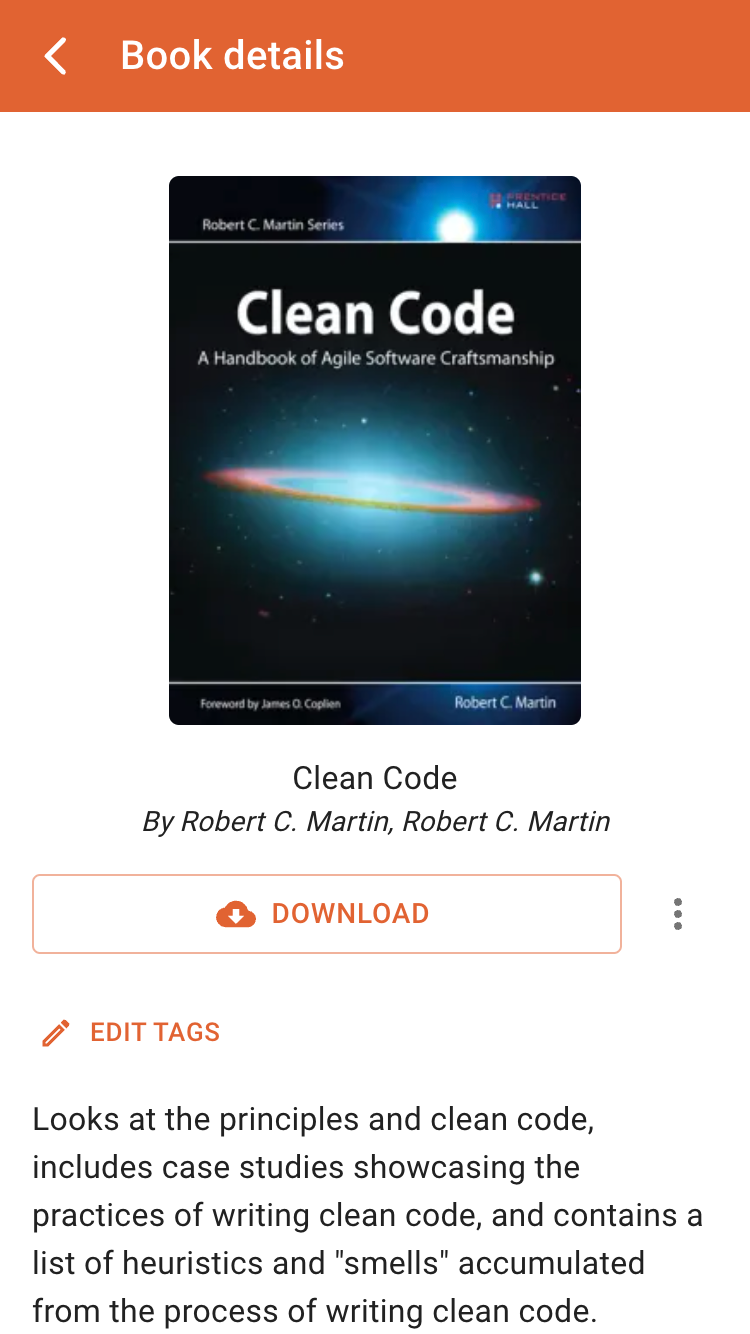 Book details
PRENTICE
HALL
Robert C. Martin Series
Clean Code
A Handbook of Agile Software Craftsmanship
Foreword by James O. Coplien
Robert C. Martin
Clean Code
By Robert C. Martin, Robert C. Martin
DOWNLOAD
EDIT TAGS
Looks at the principles and clean code,
includes case studies showcasing the
practices of writing clean code, and contains a
list of heuristics and "smells" accumulated
from the process of writing clean code.